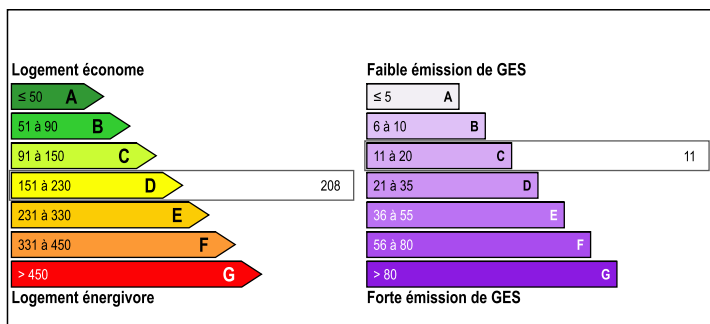 Logement économe
≤ 50 A
51 à 90 B
91 à 150 C
151 à 230 D 208
231 à 330 E
331 à 450 F
> 450 G
Logement énergivore
Faible émission de GES
≤ 5 A
6 à 10 B
11 à 20 C 11
21 à 35 D
36 à 55 E
56 à 80 F
> 80 G
Forte émission de GES